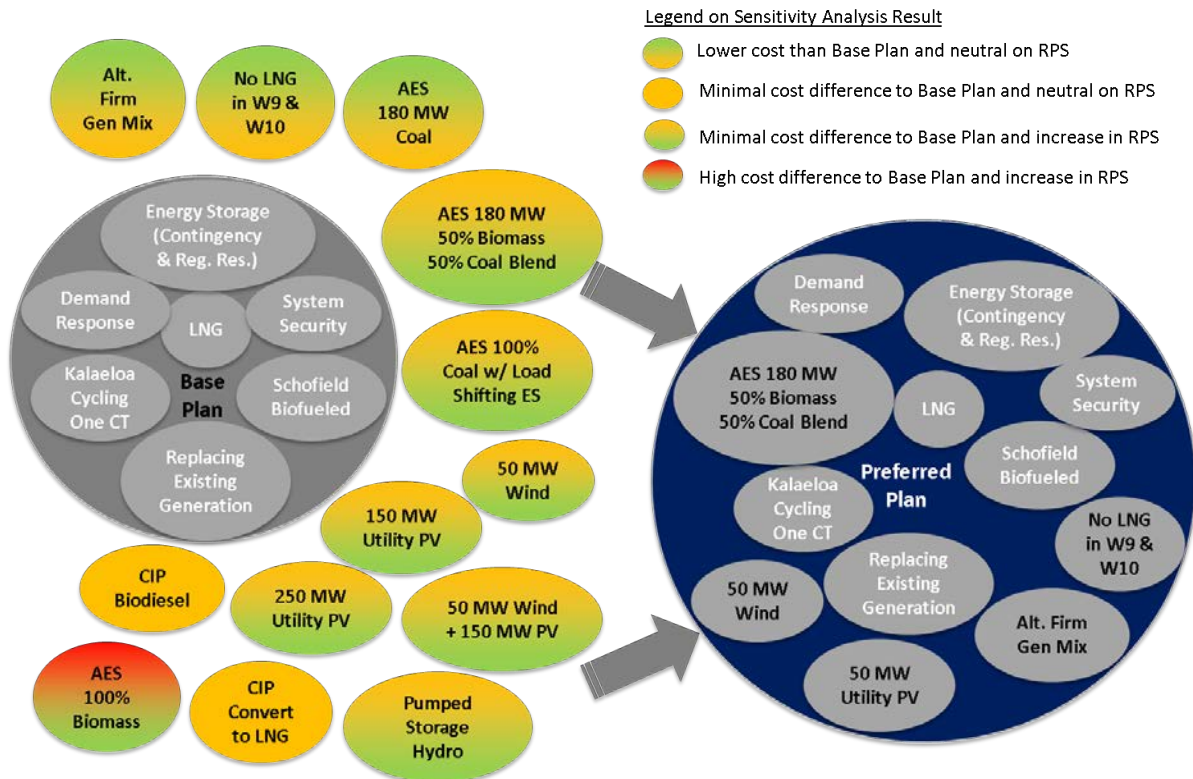 Legend on Sensitivity Analysis Result
Lower cost than Base Plan and neutral on RPS
Minimal cost difference to Base Plan and neutral on RPS
Minimal cost difference to Base Plan and increase in RPS
High cost difference to Base Plan and increase in RPS
Alt.
Firm
Gen Mix
No LNG
in W9 &
W10
AES
180 MW
Coal
AES 180 MW
50% Biomass
50% Coal Blend
Energy Storage
(Contingency
& Reg. Res.)
Demand
Response
LNG
System
Security
Kalaeloa
Cycling
One CT
Base
Plan
Schofield
Biofueled
Replacing
Existing
Generation
AES 100%
Coal w/ Load
Shifting ES
50 MW
Wind
150 MW
Utility PV
CIP
Biodiesel
250 MW
Utility PV
50 MW Wind
+ 150 MW PV
AES
100%
Biomass
CIP
Convert
to LNG
Pumped
Storage
Hydro
Demand
Response
Energy Storage
(Contingency
& Reg. Res.)
AES 180 MW
50% Biomass
50% Coal Blend
LNG
System
Security
Schofield
Biofueled
Preferred
Plan
Kalaeloa
Cycling
One CT
No LNG
in W9 &
W10
Replacing
Existing
Generation
50 MW
Wind
Alt. Firm
Gen Mix
50 MW
Utility PV